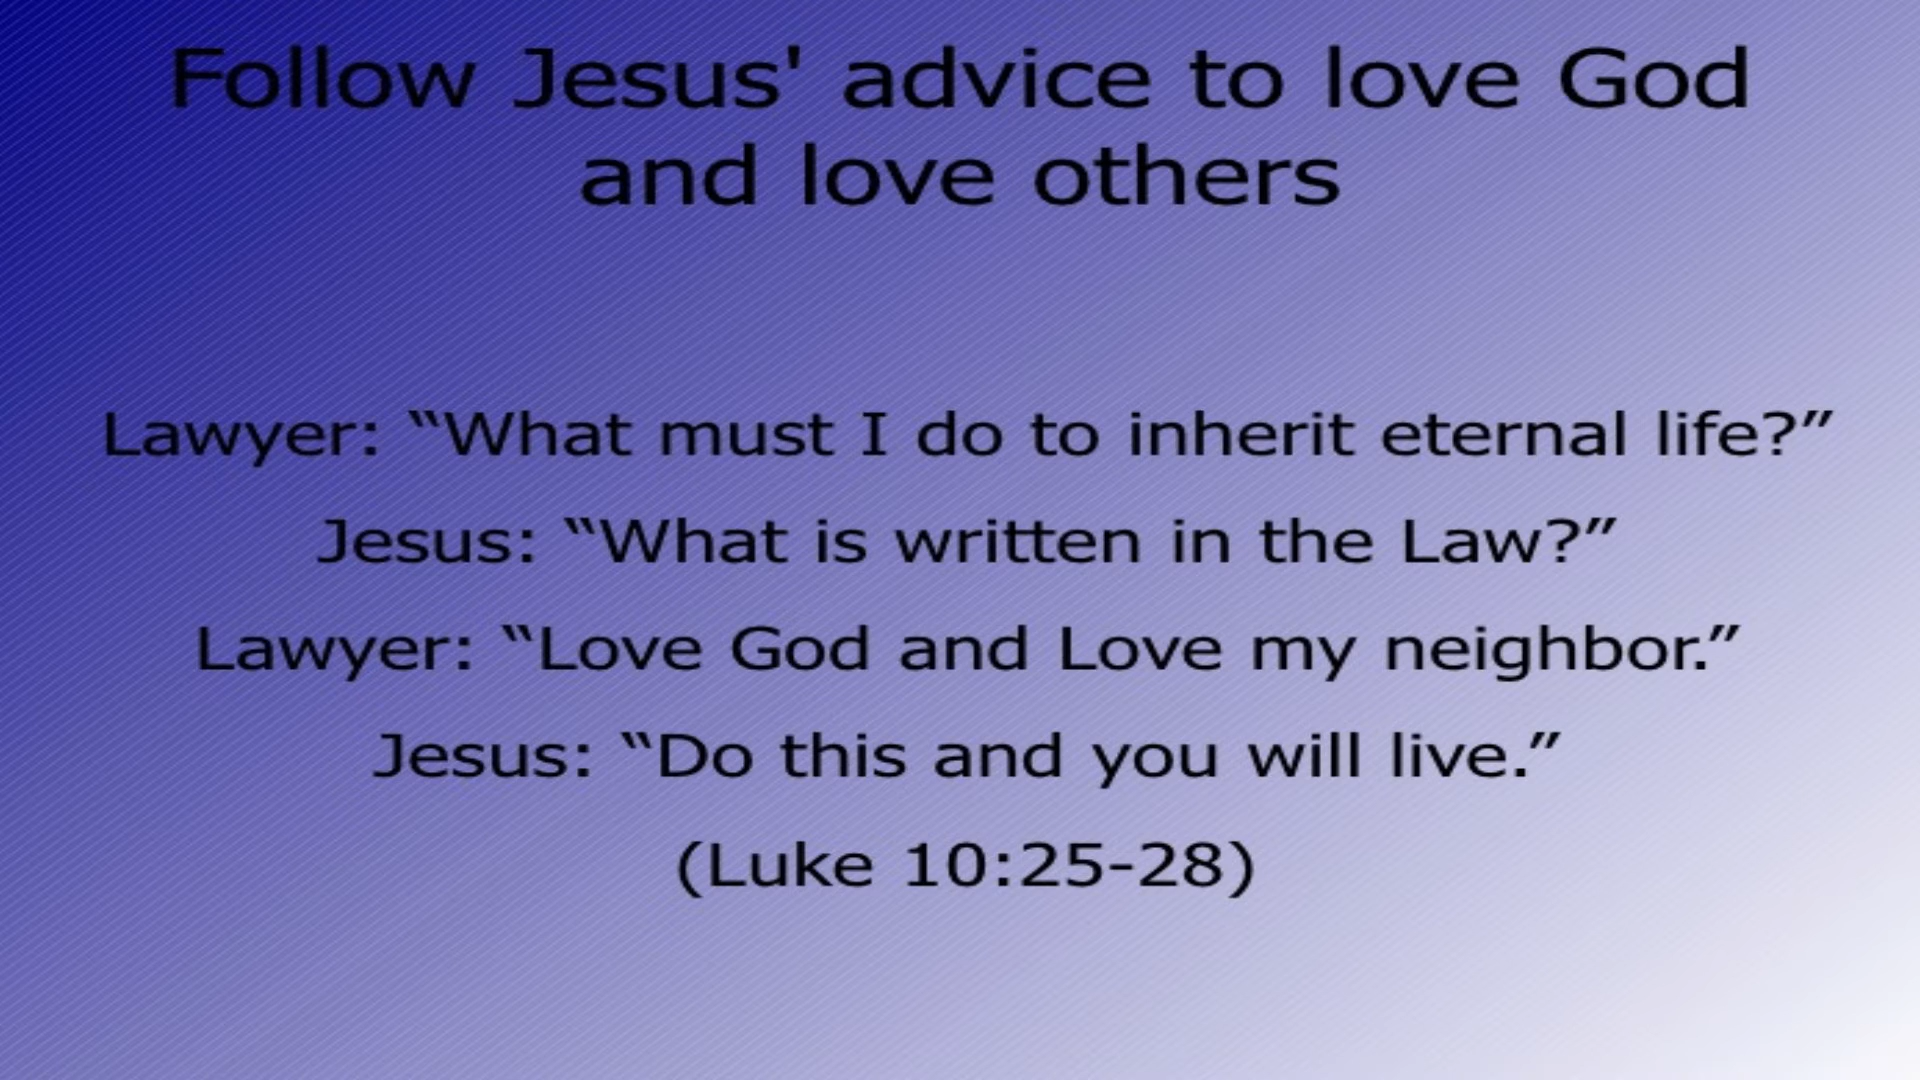 Follow Jesus' advice to love God
and love others
Lawyer: “What must I do to inherit eternal life?”
Jesus: “What is written in the Law?”
Lawyer: “Love God and Love my neighbor.”
Jesus: “Do this and you will live.”
(Luke 10:25-28)